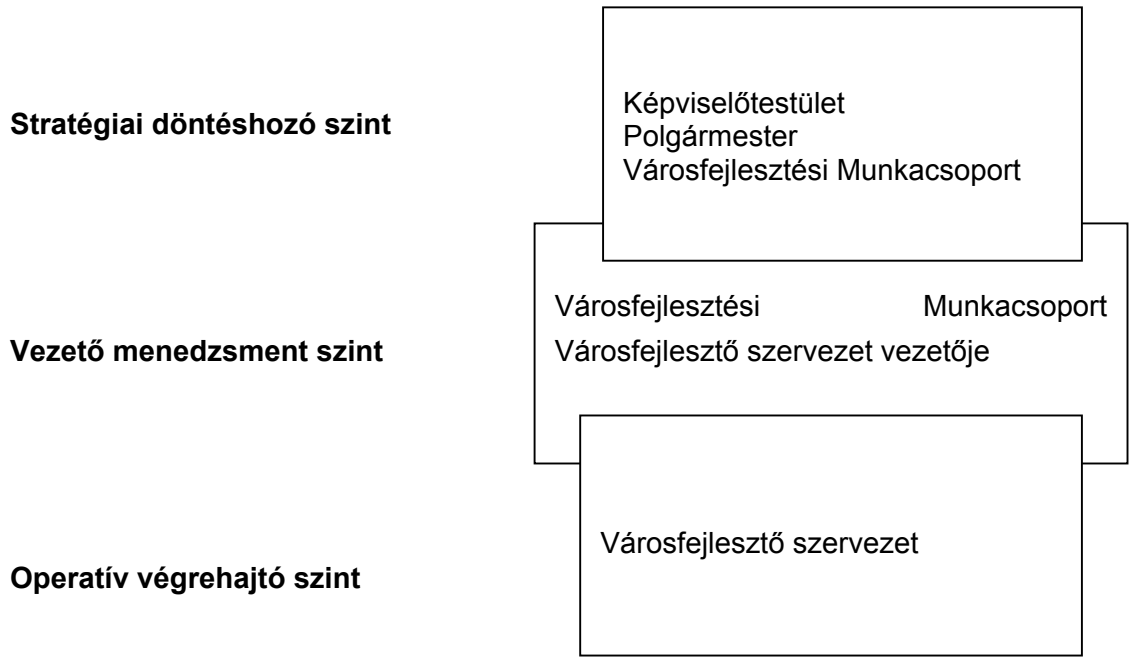 Stratégiai döntéshozó szint
Képviselőtestület
Polgármester
Városfejlesztési Munkacsoport
Vezető menedzsment szint
Városfejlesztési Munkacsoport
Városfejlesztő szervezet vezetője
Operatív végrehajtó szint
Városfejlesztő szervezet